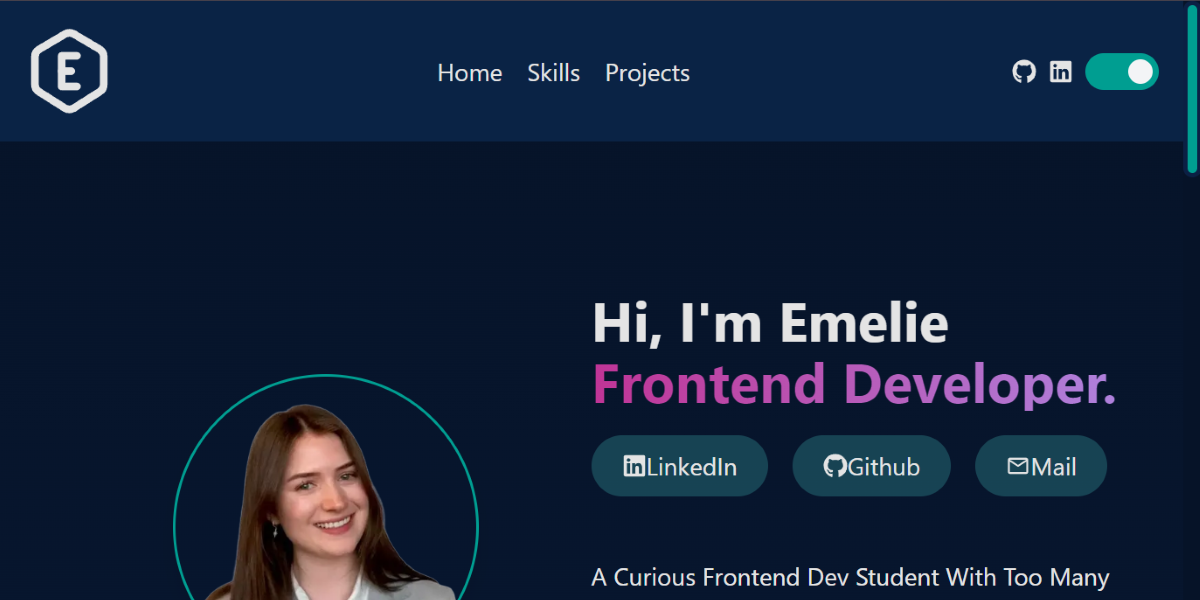 E
Home Skills Projects
Hi, I'm Emelie
Frontend Developer.
LinkedIn Github Mail
A Curious Frontend Dev Student With Too Many